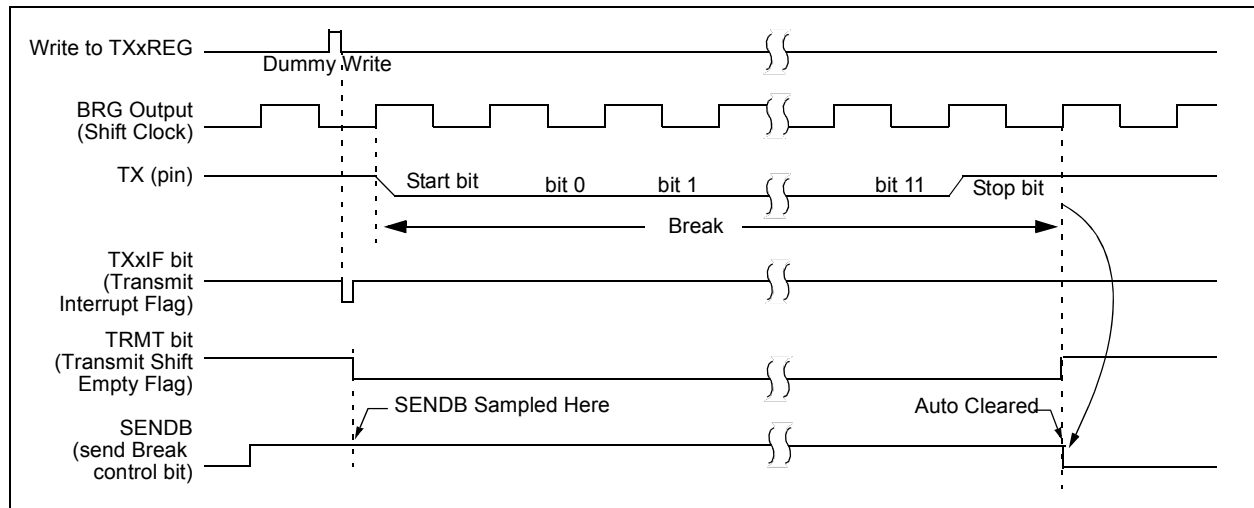 Write to TXxREG
Dummy Write
BRG Output
(Shift Clock)
TX (pin)
Start bit
bit 0
bit 1
bit 11
Stop bit
Break
TXxIF bit
(Transmit
Interrupt Flag)
TRMT bit
(Transmit Shift
Empty Flag)
SENDB Sampled Here
Auto Cleared
SENDB
(send Break
control bit)